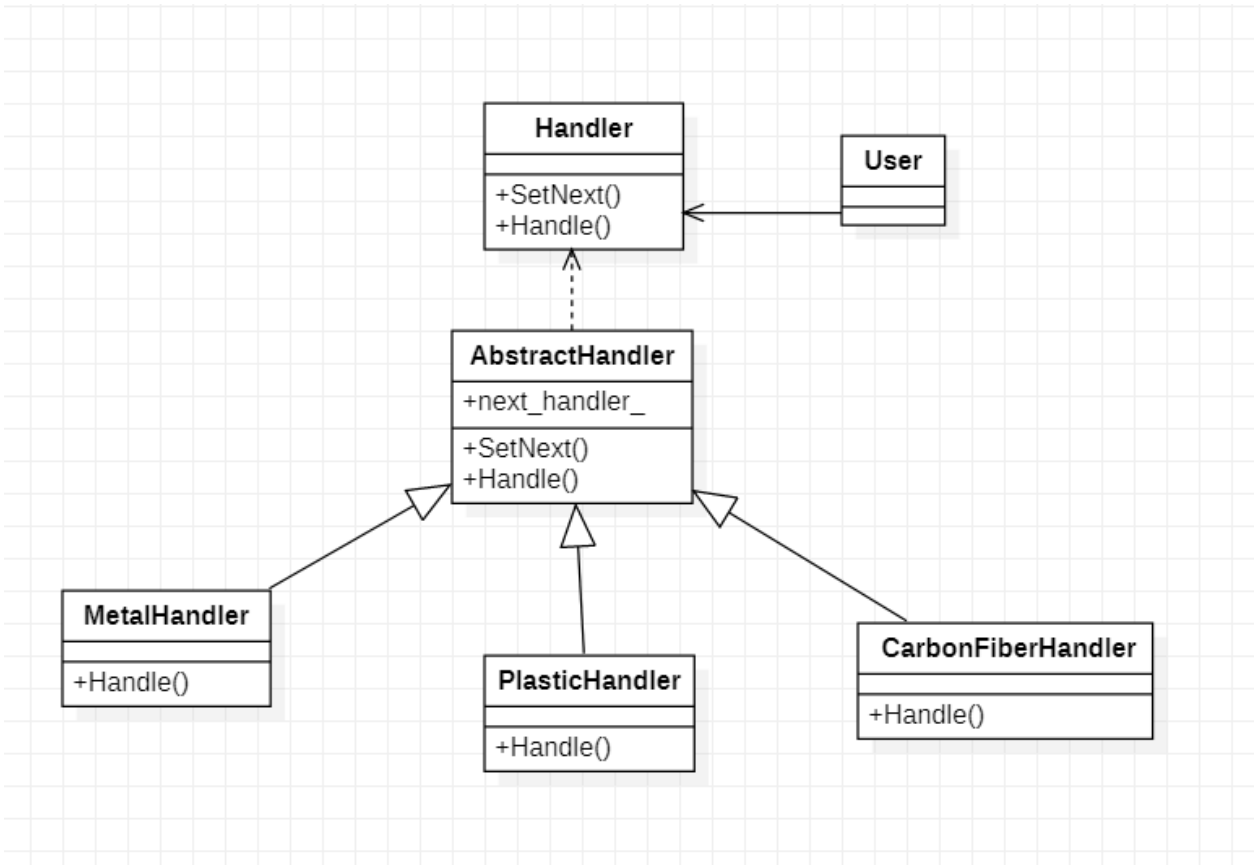 Handler
+SetNext()
+Handle()
User
AbstractHandler
+next_handler_
+SetNext()
+Handle()
MetalHandler
+Handle()
PlasticHandler
+Handle()
CarbonFiberHandler
+Handle()